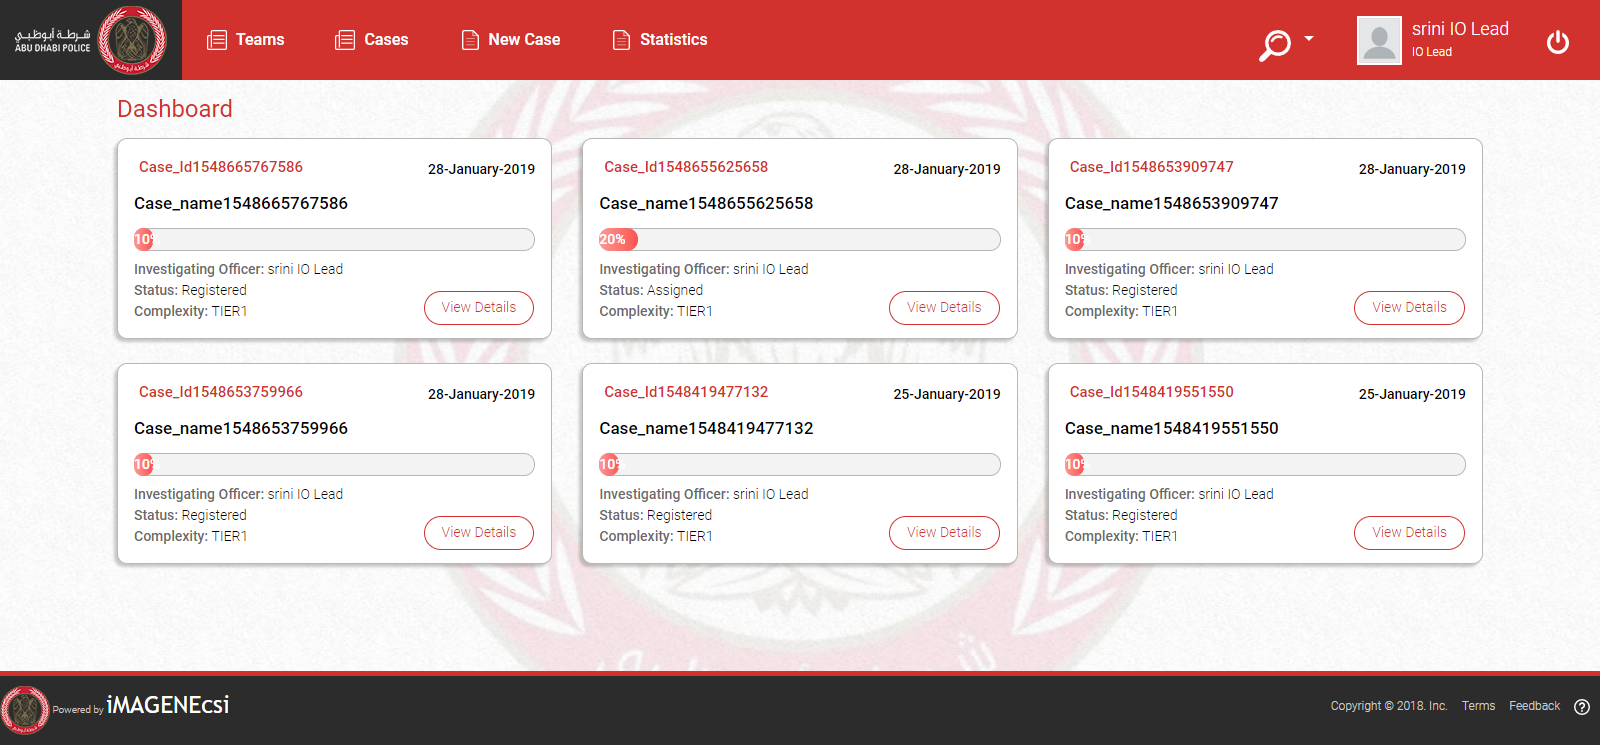 شرطة أبوظبي
ABU DHABI POLICE
Teams
Cases
New Case
Statistics
srini IO Lead
IO Lead
Dashboard
Case_Id1548665767586
28-January-2019
Case_name1548665767586
10%
Investigating Officer: srini IO Lead
Status: Registered
Complexity: TIER1
View Details
Case_Id1548655625658
28-January-2019
Case_name1548655625658
20%
Investigating Officer: srini IO Lead
Status: Assigned
Complexity: TIER1
View Details
Case_Id1548653909747
28-January-2019
Case_name1548653909747
10%
Investigating Officer: srini IO Lead
Status: Registered
Complexity: TIER1
View Details
Case_Id1548653759966
28-January-2019
Case_name1548653759966
10%
Investigating Officer: srini IO Lead
Status: Registered
Complexity: TIER1
View Details
Case_Id1548419477132
25-January-2019
Case_name1548419477132
10%
Investigating Officer: srini IO Lead
Status: Registered
Complexity: TIER1
View Details
Case_Id1548419551550
25-January-2019
Case_name1548419551550
10%
Investigating Officer: srini IO Lead
Status: Registered
Complexity: TIER1
View Details
Powered by iMAGENEcsi
Copyright © 2018. Inc.
Terms
Feedback